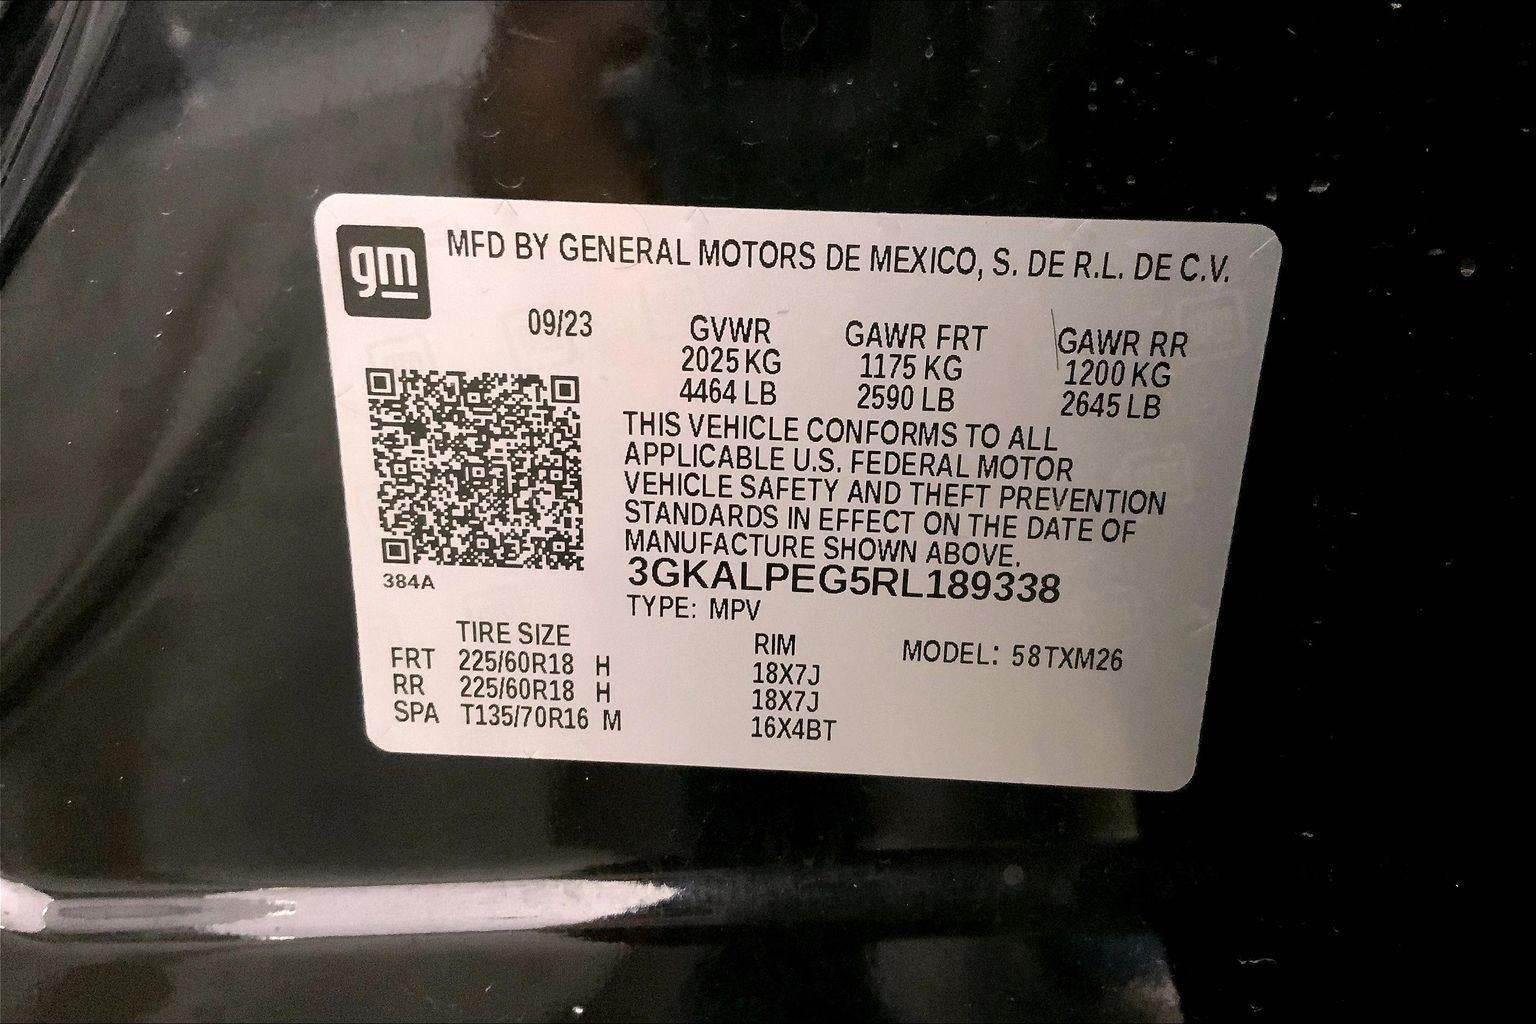 gm
MFD BY GENERAL MOTORS DE MEXICO, S. DE R.L. DE C.V.
09/23
GVWR GAWR FRT GAWR RR
2025 KG 1175 KG 1200 KG
4464 LB 2590 LB 2645 LB
THIS VEHICLE CONFORMS TO ALL
APPLICABLE U.S. FEDERAL MOTOR
VEHICLE SAFETY AND THEFT PREVENTION
STANDARDS IN EFFECT ON THE DATE OF
MANUFACTURE SHOWN ABOVE.
384A
3GKALPEG5RL189338
TYPE: MPV
TIRE SIZE RIM MODEL: 58TXM26
FRT 225/60R18 H 18X7J
RR 225/60R18 H 18X7J
SPA T135/70R16 M 16X4BT